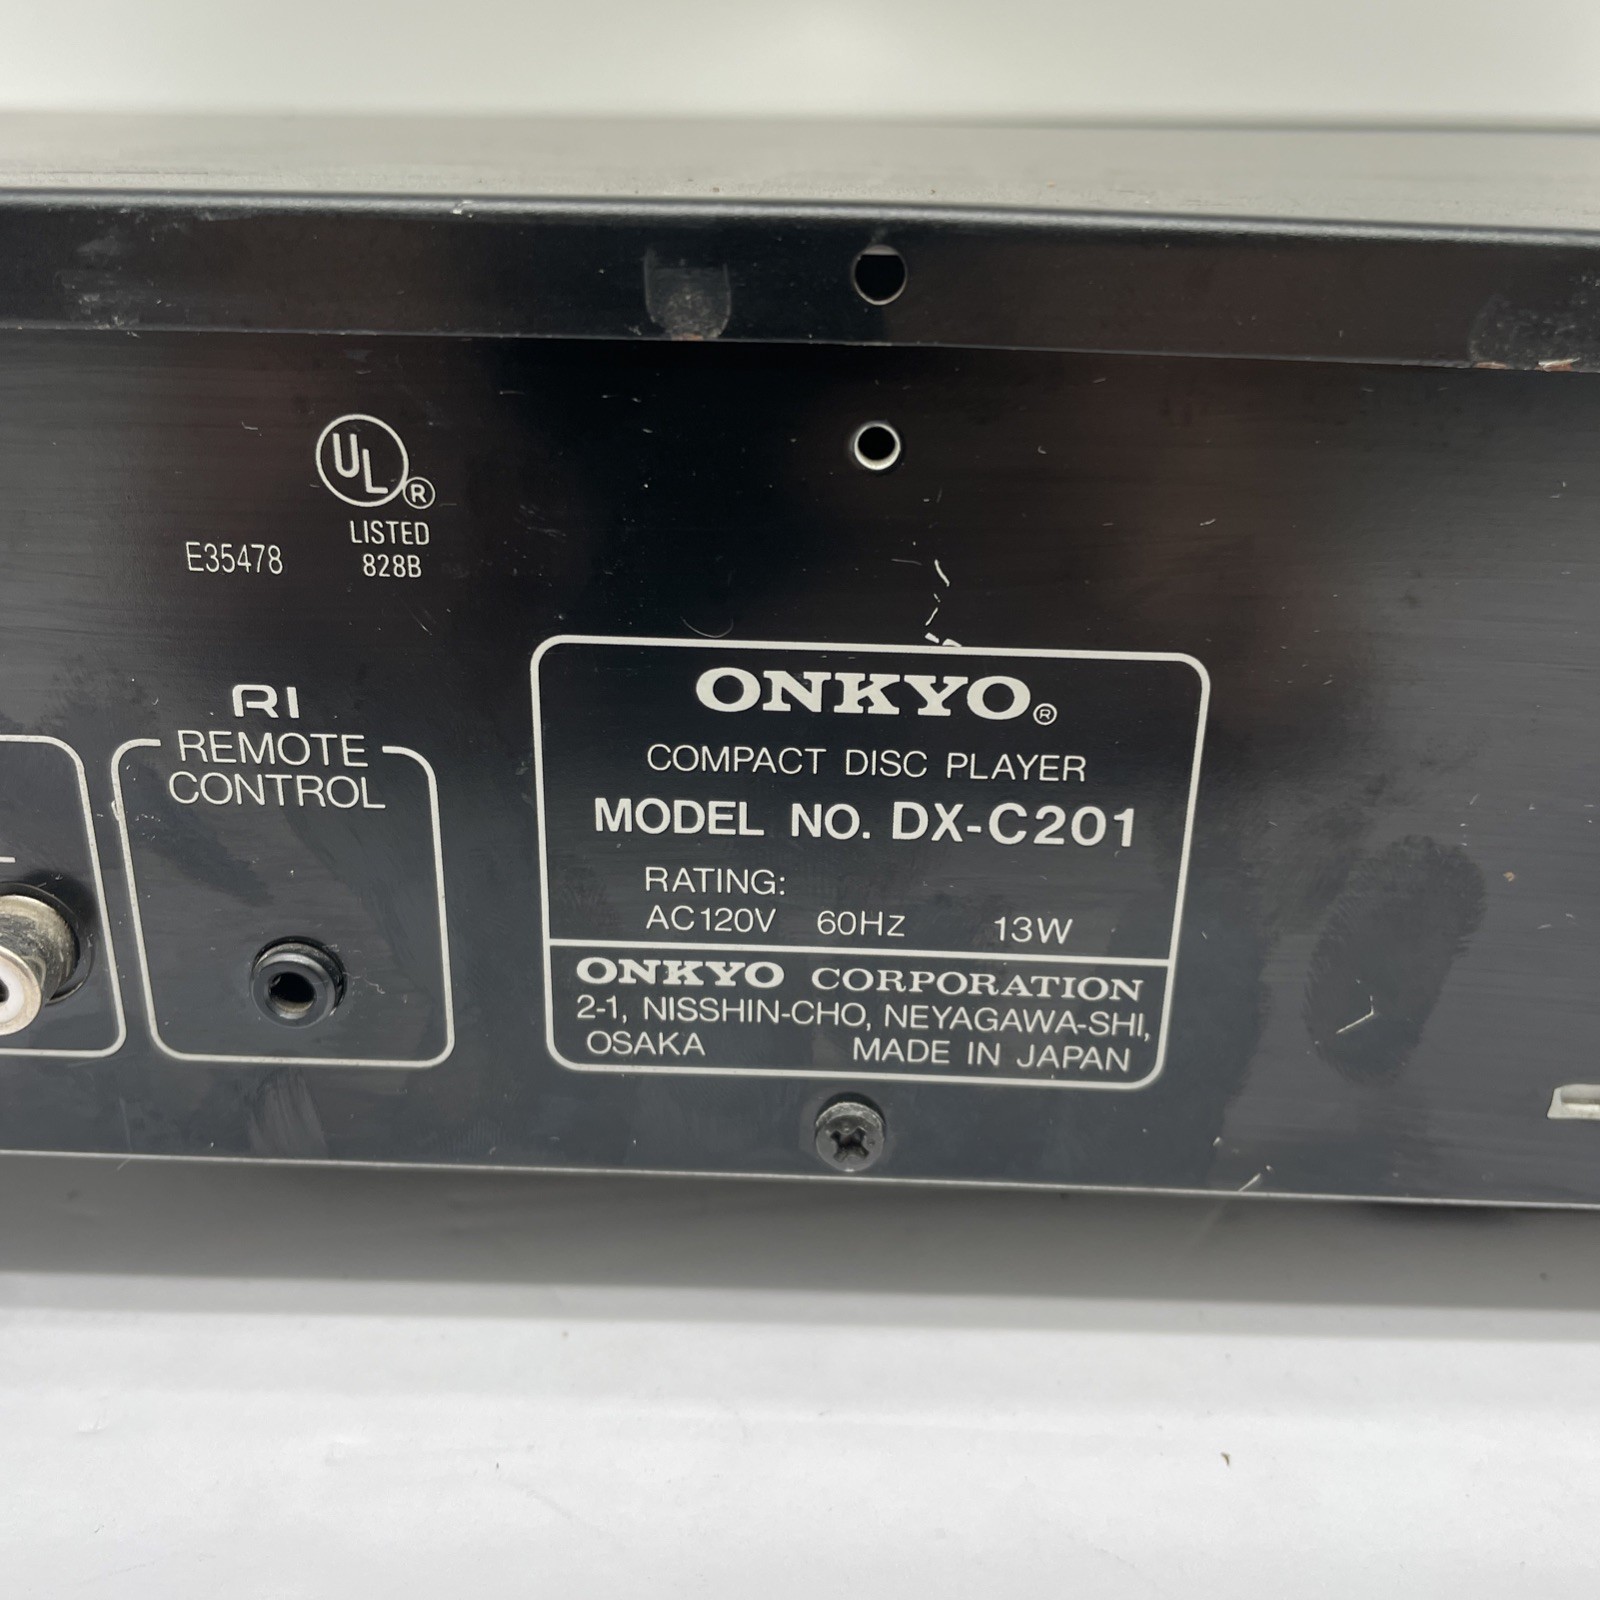 UL®
LISTED
E35478 828B
RI
REMOTE
CONTROL
ONKYO®
COMPACT DISC PLAYER
MODEL NO. DX-C201
RATING:
AC120V 60HZ 13W
ONKYO CORPORATION
2-1, NISSHIN-CHO, NEYAGAWA-SHI,
OSAKA MADE IN JAPAN